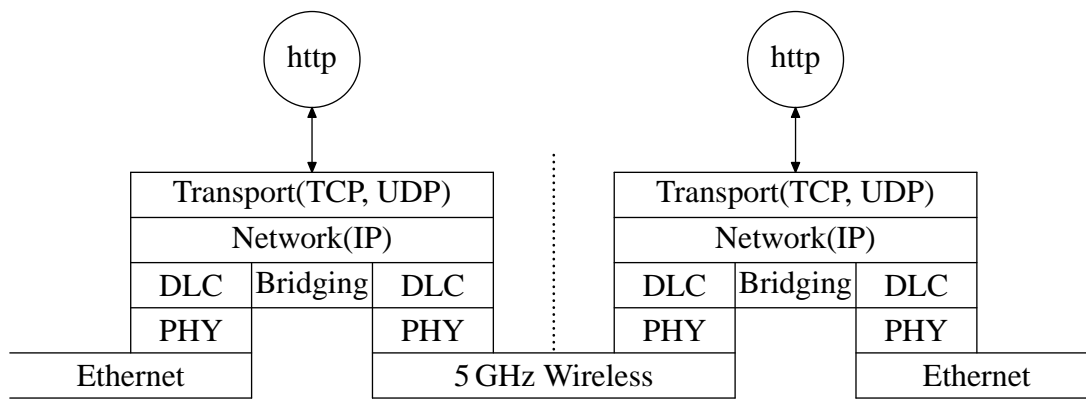 http http
Transport(TCP, UDP) Transport(TCP, UDP)
Network(IP) Network(IP)
DLC Bridging DLC DLC Bridging DLC
PHY PHY PHY PHY
Ethernet 5 GHz Wireless Ethernet